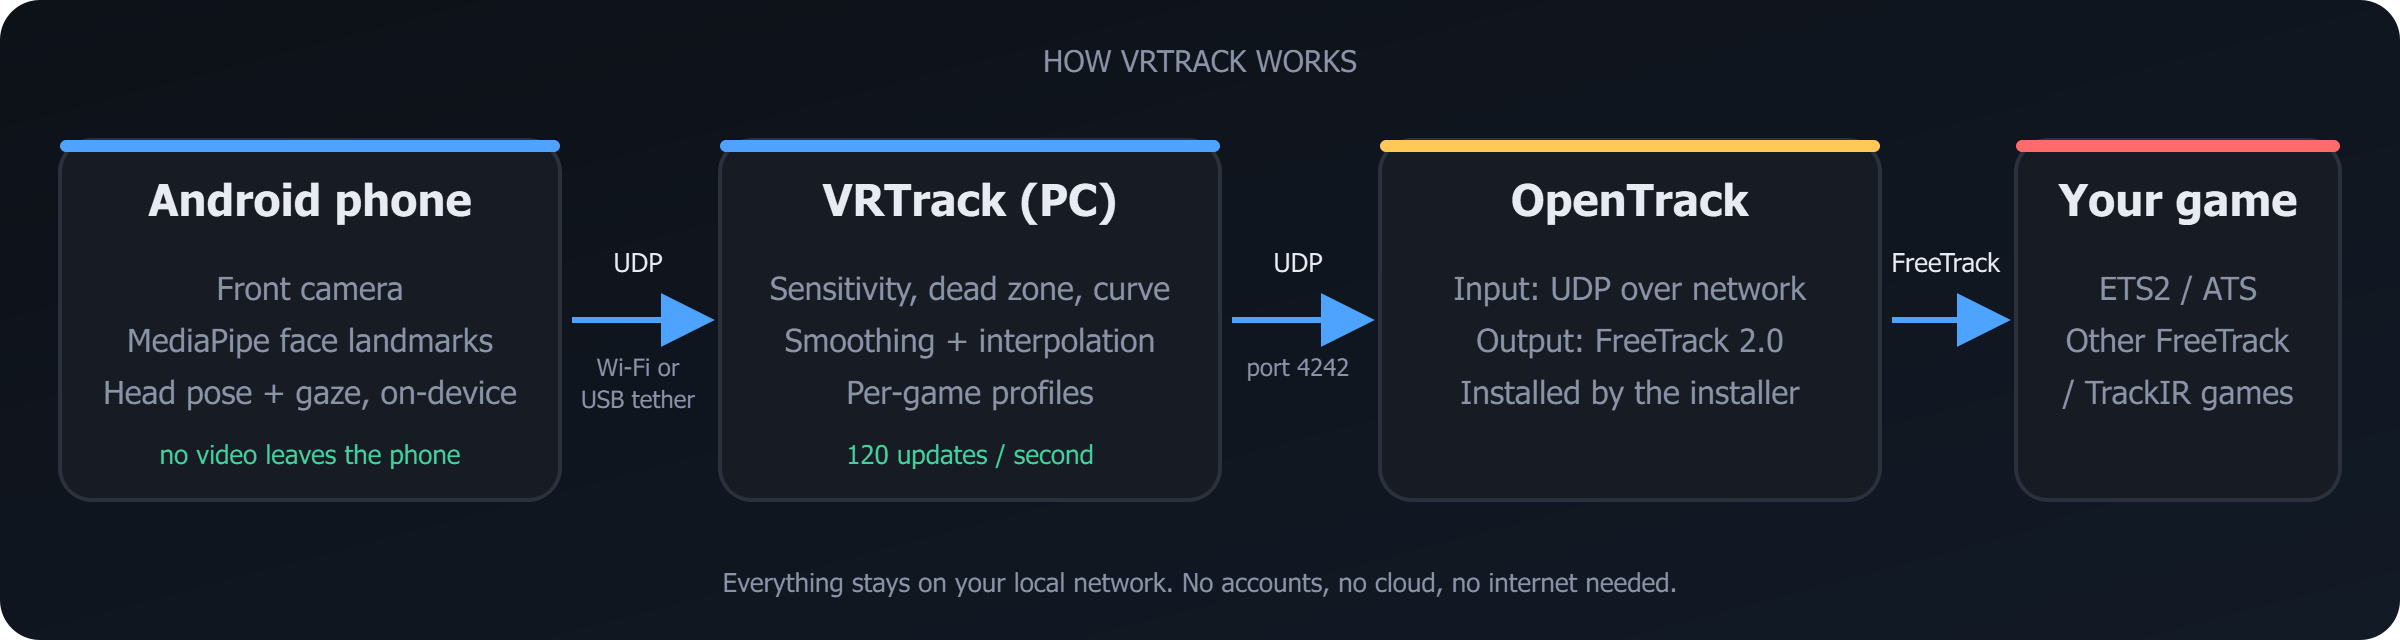 HOW VRTRACK WORKS
Android phone
Front camera
MediaPipe face landmarks
Head pose + gaze, on-device
no video leaves the phone
UDP
Wi-Fi or
USB tether
VRTrack (PC)
Sensitivity, dead zone, curve
Smoothing + interpolation
Per-game profiles
120 updates / second
UDP
port 4242
OpenTrack
Input: UDP over network
Output: FreeTrack 2.0
Installed by the installer
FreeTrack
Your game
ETS2 / ATS
Other FreeTrack
/ TrackIR games
Everything stays on your local network. No accounts, no cloud, no internet needed.